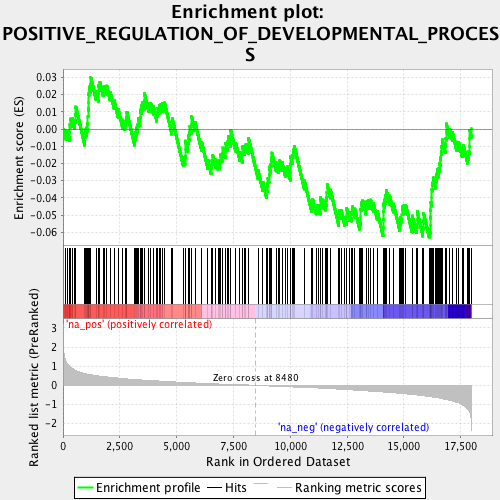 Enrichment plot:
POSITIVE_REGULATION_OF_DEVELOPMENTAL_PROCES
S
Enrichment score (ES)
0.03
0.02
0.01
0.00
-0.01
-0.02
-0.03
-0.04
-0.05
-0.06
Ranked list metric (PreRanked)
3
2
1
0
-1
-2
'na_pos' (positively correlated)
Zero cross at 8480
'na_neg' (negatively correlated)
0
2,500
5,000
7,500
10,000
12,500
15,000
17,500
Rank in Ordered Dataset
Enrichment profile
Hits
Ranking metric scores